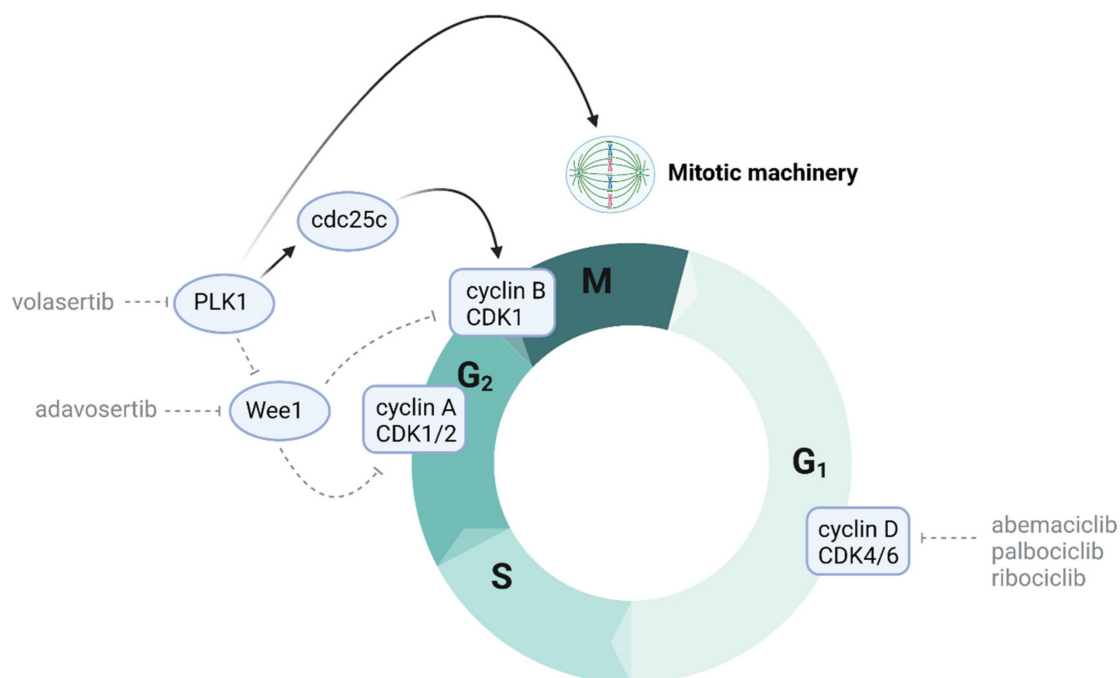 Mitotic machinery
cdc25c
volasertib
PLK1
cyclin B
CDK1
M
G₂
adavosertib
Wee1
cyclin A
CDK1/2
G₁
cyclin D
CDK4/6
abemaciclib
palbociclib
ribociclib
S